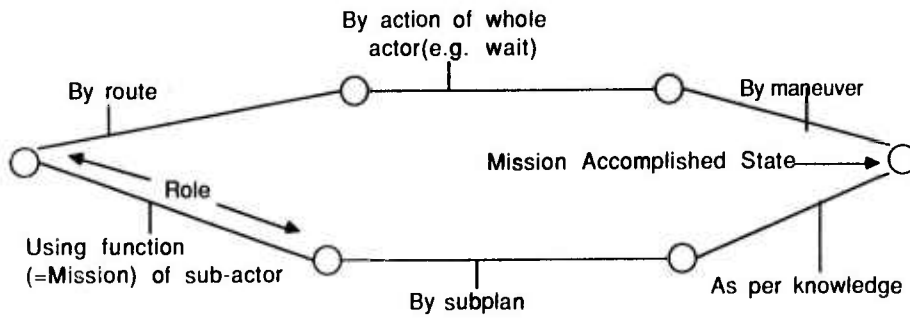 By action of whole
actor(e.g. wait)
By route
By maneuver
Mission Accomplished State
Role
Using function
(=Mission) of sub-actor
By subplan
As per knowledge